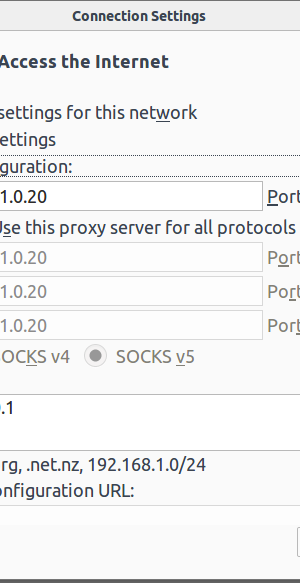 Connection Settings
Access the Internet
settings for this network
ettings
guration:
1.0.20 Port
Use this proxy server for all protocols
1.0.20 Port
1.0.20 Port
1.0.20 Port
OCKS v4 SOCKS v5
.1
rg, .net.nz, 192.168.1.0/24
onfiguration URL: